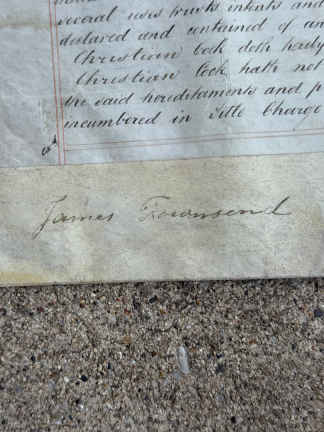 several uses trusts intents and
declared and contained of an
Christian Cock doth hereby
Christian Cock hath not
the said hereditaments and p
incumbered in Title Charge
James Townsend